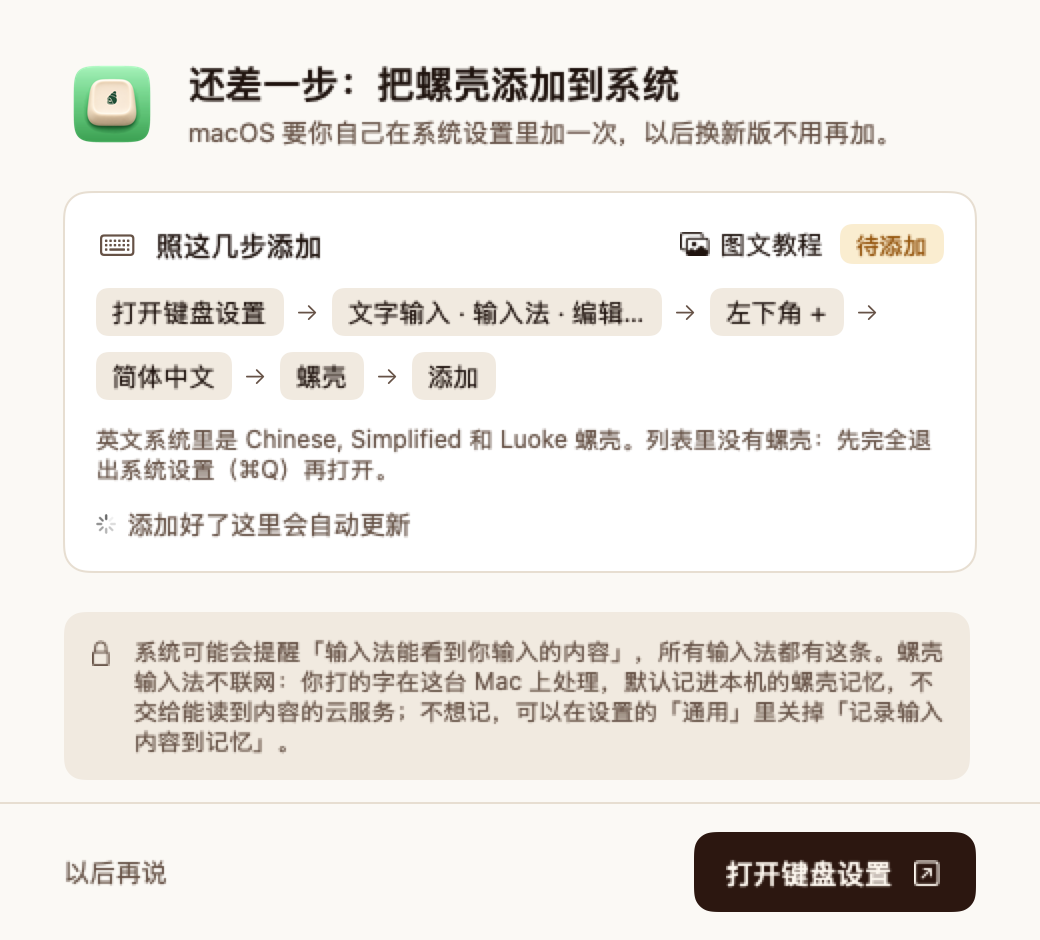 还差一步：把螺壳添加到系统
macOS 要你自己在系统设置里加一次，以后换新版不用再加。
照这几步添加
图文教程
待添加
打开键盘设置 → 文字输入 · 输入法 · 编辑… → 左下角 + →
简体中文 → 螺壳 → 添加
英文系统里是 Chinese, Simplified 和 Luoke 螺壳。列表里没有螺壳：先完全退
出系统设置（⌘Q）再打开。
添加好了这里会自动更新
系统可能会提醒「输入法能看到你输入的内容」，所有输入法都有这条。螺壳
输入法不联网：你打的字在这台 Mac 上处理，默认记进本机的螺壳记忆，不
交给能读到内容的云服务；不想记，可以在设置的「通用」里关掉「记录输入
内容到记忆」。
以后再说
打开键盘设置